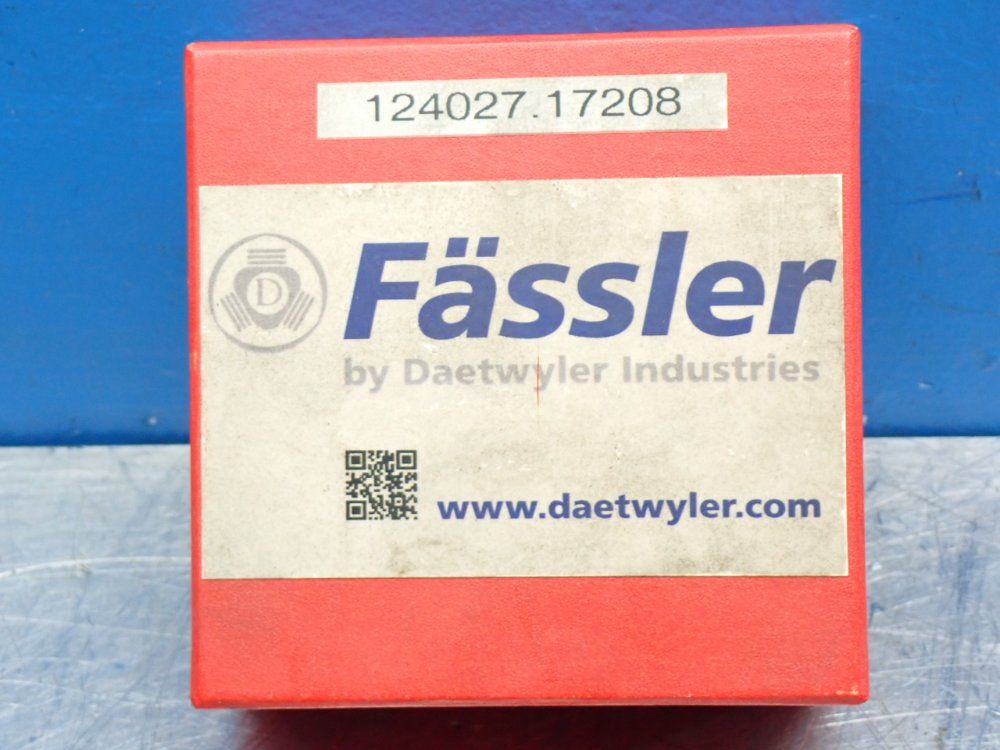 124027.17208
D
Fässler
by Daetwyler Industries
www.daetwyler.com